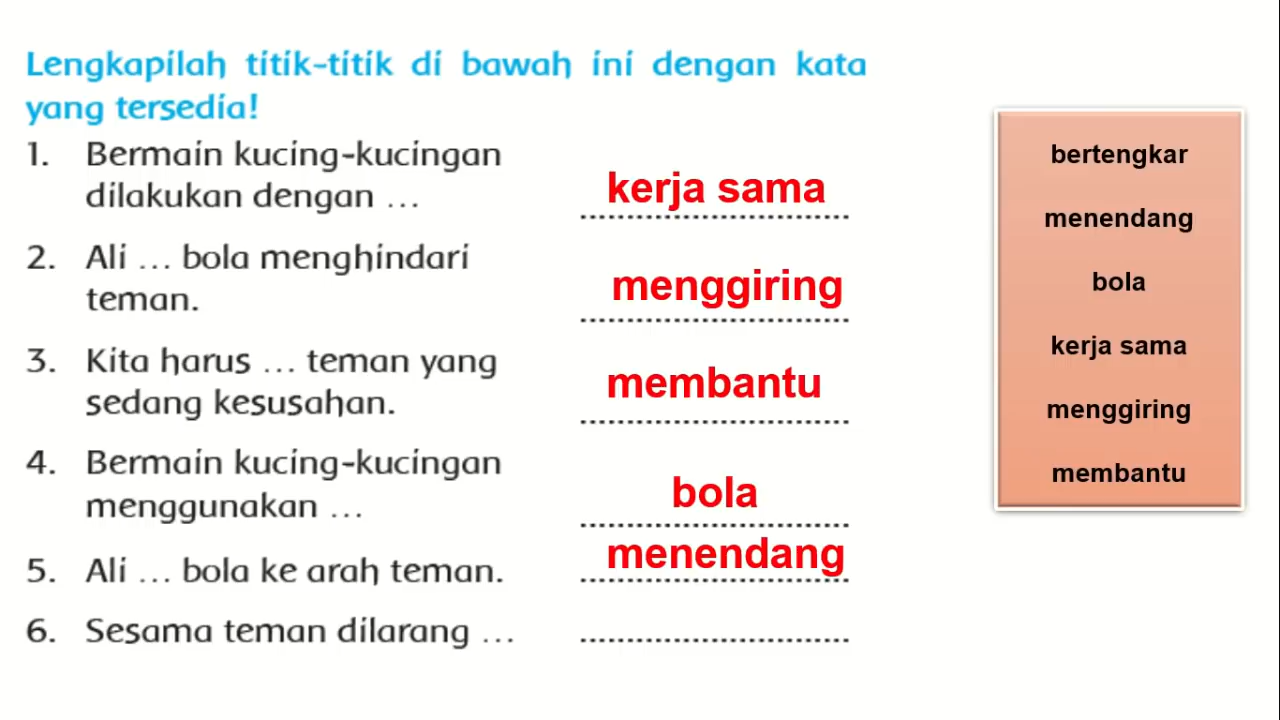 Lengkapilah titik-titik di bawah ini dengan kata
yang tersedia!
1. Bermain kucing-kucingan
dilakukan dengan ...
kerja sama
2. Ali ... bola menghindari
teman.
menggiring
3. Kita harus ... teman yang
sedang kesusahan.
membantu
4. Bermain kucing-kucingan
menggunakan ...
bola
5. Ali ... bola ke arah teman.
menendang
6. Sesama teman dilarang ...
bertengkar
menendang
bola
kerja sama
menggiring
membantu